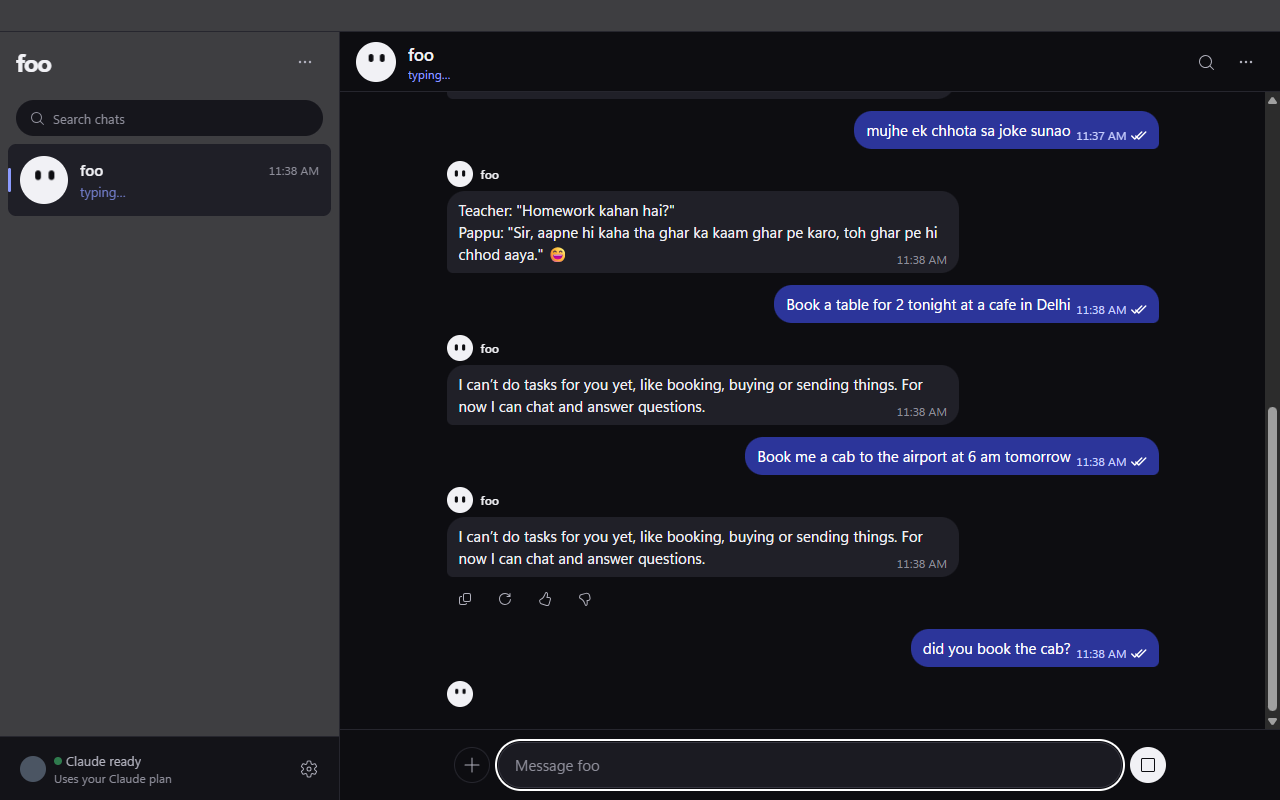 foo
Search chats
foo
11:38 AM
typing...
Claude ready
Uses your Claude plan
foo
typing...
mujhe ek chhota sa joke sunao 11:37 AM
foo
Teacher: "Homework kahan hai?"
Pappu: "Sir, aapne hi kaha tha ghar ka kaam ghar pe karo, toh ghar pe hi
chhod aaya." 😄
11:38 AM
Book a table for 2 tonight at a cafe in Delhi 11:38 AM
foo
I can’t do tasks for you yet, like booking, buying or sending things. For
now I can chat and answer questions.
11:38 AM
Book me a cab to the airport at 6 am tomorrow 11:38 AM
foo
I can’t do tasks for you yet, like booking, buying or sending things. For
now I can chat and answer questions.
11:38 AM
did you book the cab? 11:38 AM
Message foo